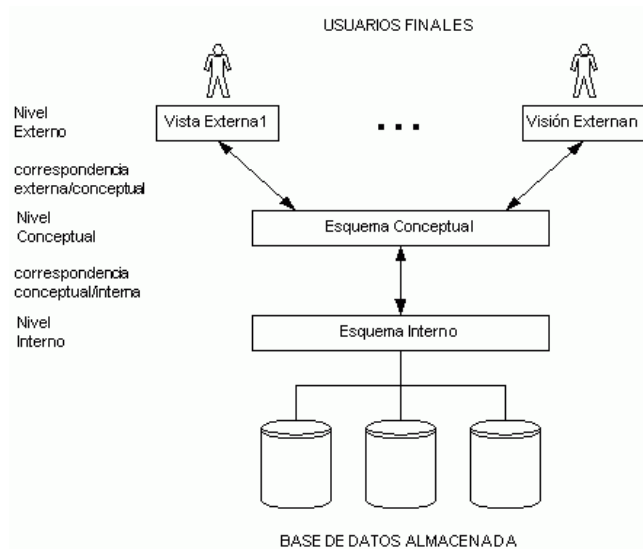 USUARIOS FINALES
Nivel
Externo
Vista Externa1
...
Visión Externan
correspondencia
externa/conceptual
Nivel
Conceptual
Esquema Conceptual
correspondencia
conceptual/interna
Nivel
Interno
Esquema Interno
BASE DE DATOS ALMACENADA